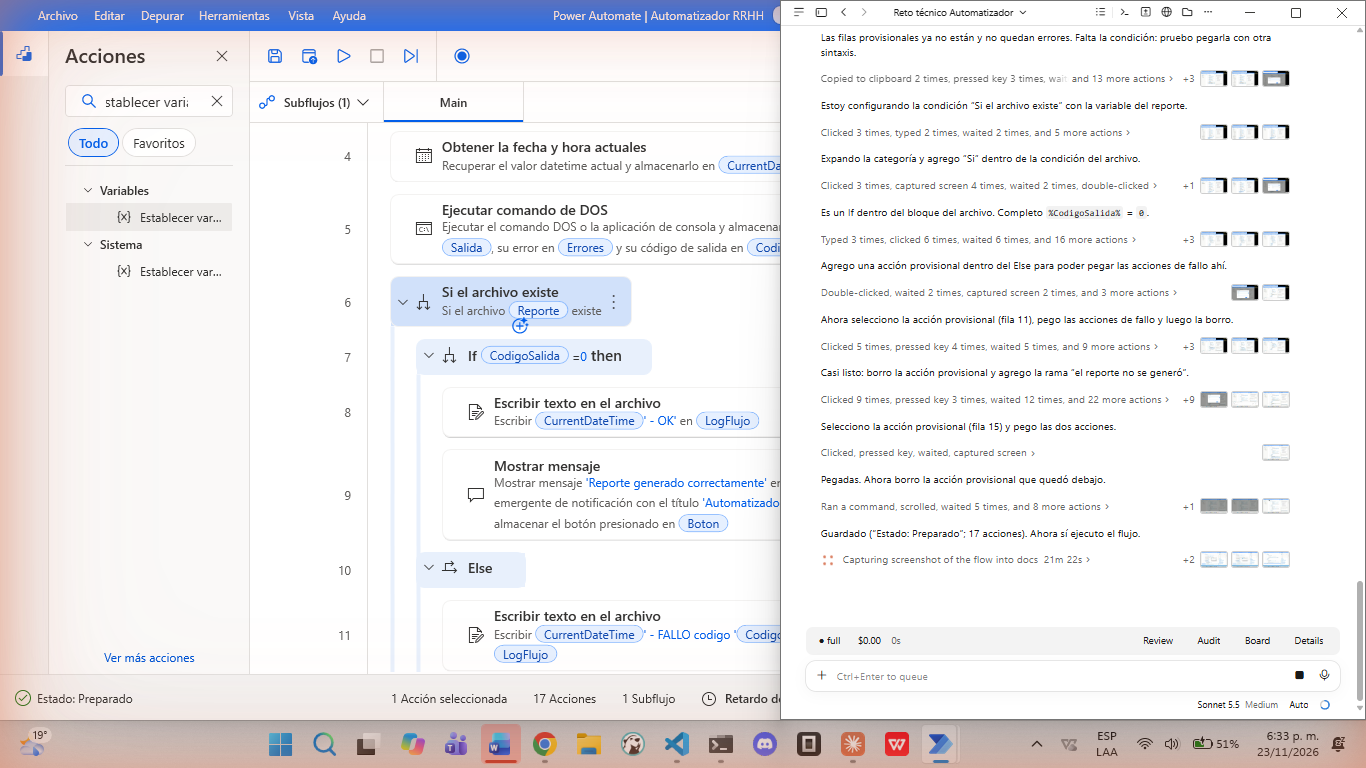 Archivo Editar Depurar Herramientas Vista Ayuda
Power Automate | Automatizador RRHH
Acciones
stablecer varia
Todo Favoritos
Variables
{x} Establecer var...
Sistema
{x} Establecer var...
Ver más acciones
Subflujos (1)
Main
4
Obtener la fecha y hora actuales
Recuperar el valor datetime actual y almacenarlo en CurrentDa
5
Ejecutar comando de DOS
Ejecutar el comando DOS o la aplicación de consola y almacenar
Salida , su error en Errores y su código de salida en Codi
6
Si el archivo existe
Si el archivo Reporte existe
7
If CodigoSalida =0 then
8
Escribir texto en el archivo
Escribir CurrentDateTime ' - OK' en LogFlujo
9
Mostrar mensaje
Mostrar mensaje 'Reporte generado correctamente' en
emergente de notificación con el título 'Automatizado
almacenar el botón presionado en Boton
10
Else
11
Escribir texto en el archivo
Escribir CurrentDateTime ' - FALLO codigo ' Codigo
LogFlujo
Estado: Preparado
1 Acción seleccionada
17 Acciones
1 Subflujo
Retardo de
Reto técnico Automatizador
Las filas provisionales ya no están y no quedan errores. Falta la condición: pruebo pegarla con otra
sintaxis.
Copied to clipboard 2 times, pressed key 3 times, wai and 13 more actions › +3
Estoy configurando la condición “Si el archivo existe” con la variable del reporte.
Clicked 3 times, typed 2 times, waited 2 times, and 5 more actions ›
Expando la categoría y agrego “Si” dentro de la condición del archivo.
Clicked 3 times, captured screen 4 times, waited 2 times, double-clicked › +1
Es un If dentro del bloque del archivo. Completo %CodigoSalida% = 0 .
Typed 3 times, clicked 6 times, waited 6 times, and 16 more actions › +3
Agrego una acción provisional dentro del Else para poder pegar las acciones de fallo ahí.
Double-clicked, waited 2 times, captured screen 2 times, and 3 more actions ›
Ahora selecciono la acción provisional (fila 11), pego las acciones de fallo y luego la borro.
Clicked 5 times, pressed key 4 times, waited 5 times, and 9 more actions › +3
Casi listo: borro la acción provisional y agrego la rama “el reporte no se generó”.
Clicked 9 times, pressed key 3 times, waited 12 times, and 22 more actions › +9
Selecciono la acción provisional (fila 15) y pego las dos acciones.
Clicked, pressed key, waited, captured screen ›
Pegadas. Ahora borro la acción provisional que quedó debajo.
Ran a command, scrolled, waited 5 times, and 8 more actions › +1
Guardado (“Estado: Preparado”; 17 acciones). Ahora sí ejecuto el flujo.
Capturing screenshot of the flow into docs 21m 22s › +2
● full $0.00 0s
Review Audit Board Details
Ctrl+Enter to queue
Sonnet 5.5 Medium Auto
19°
ESP
LAA
51%
6:33 p. m.
23/11/2026